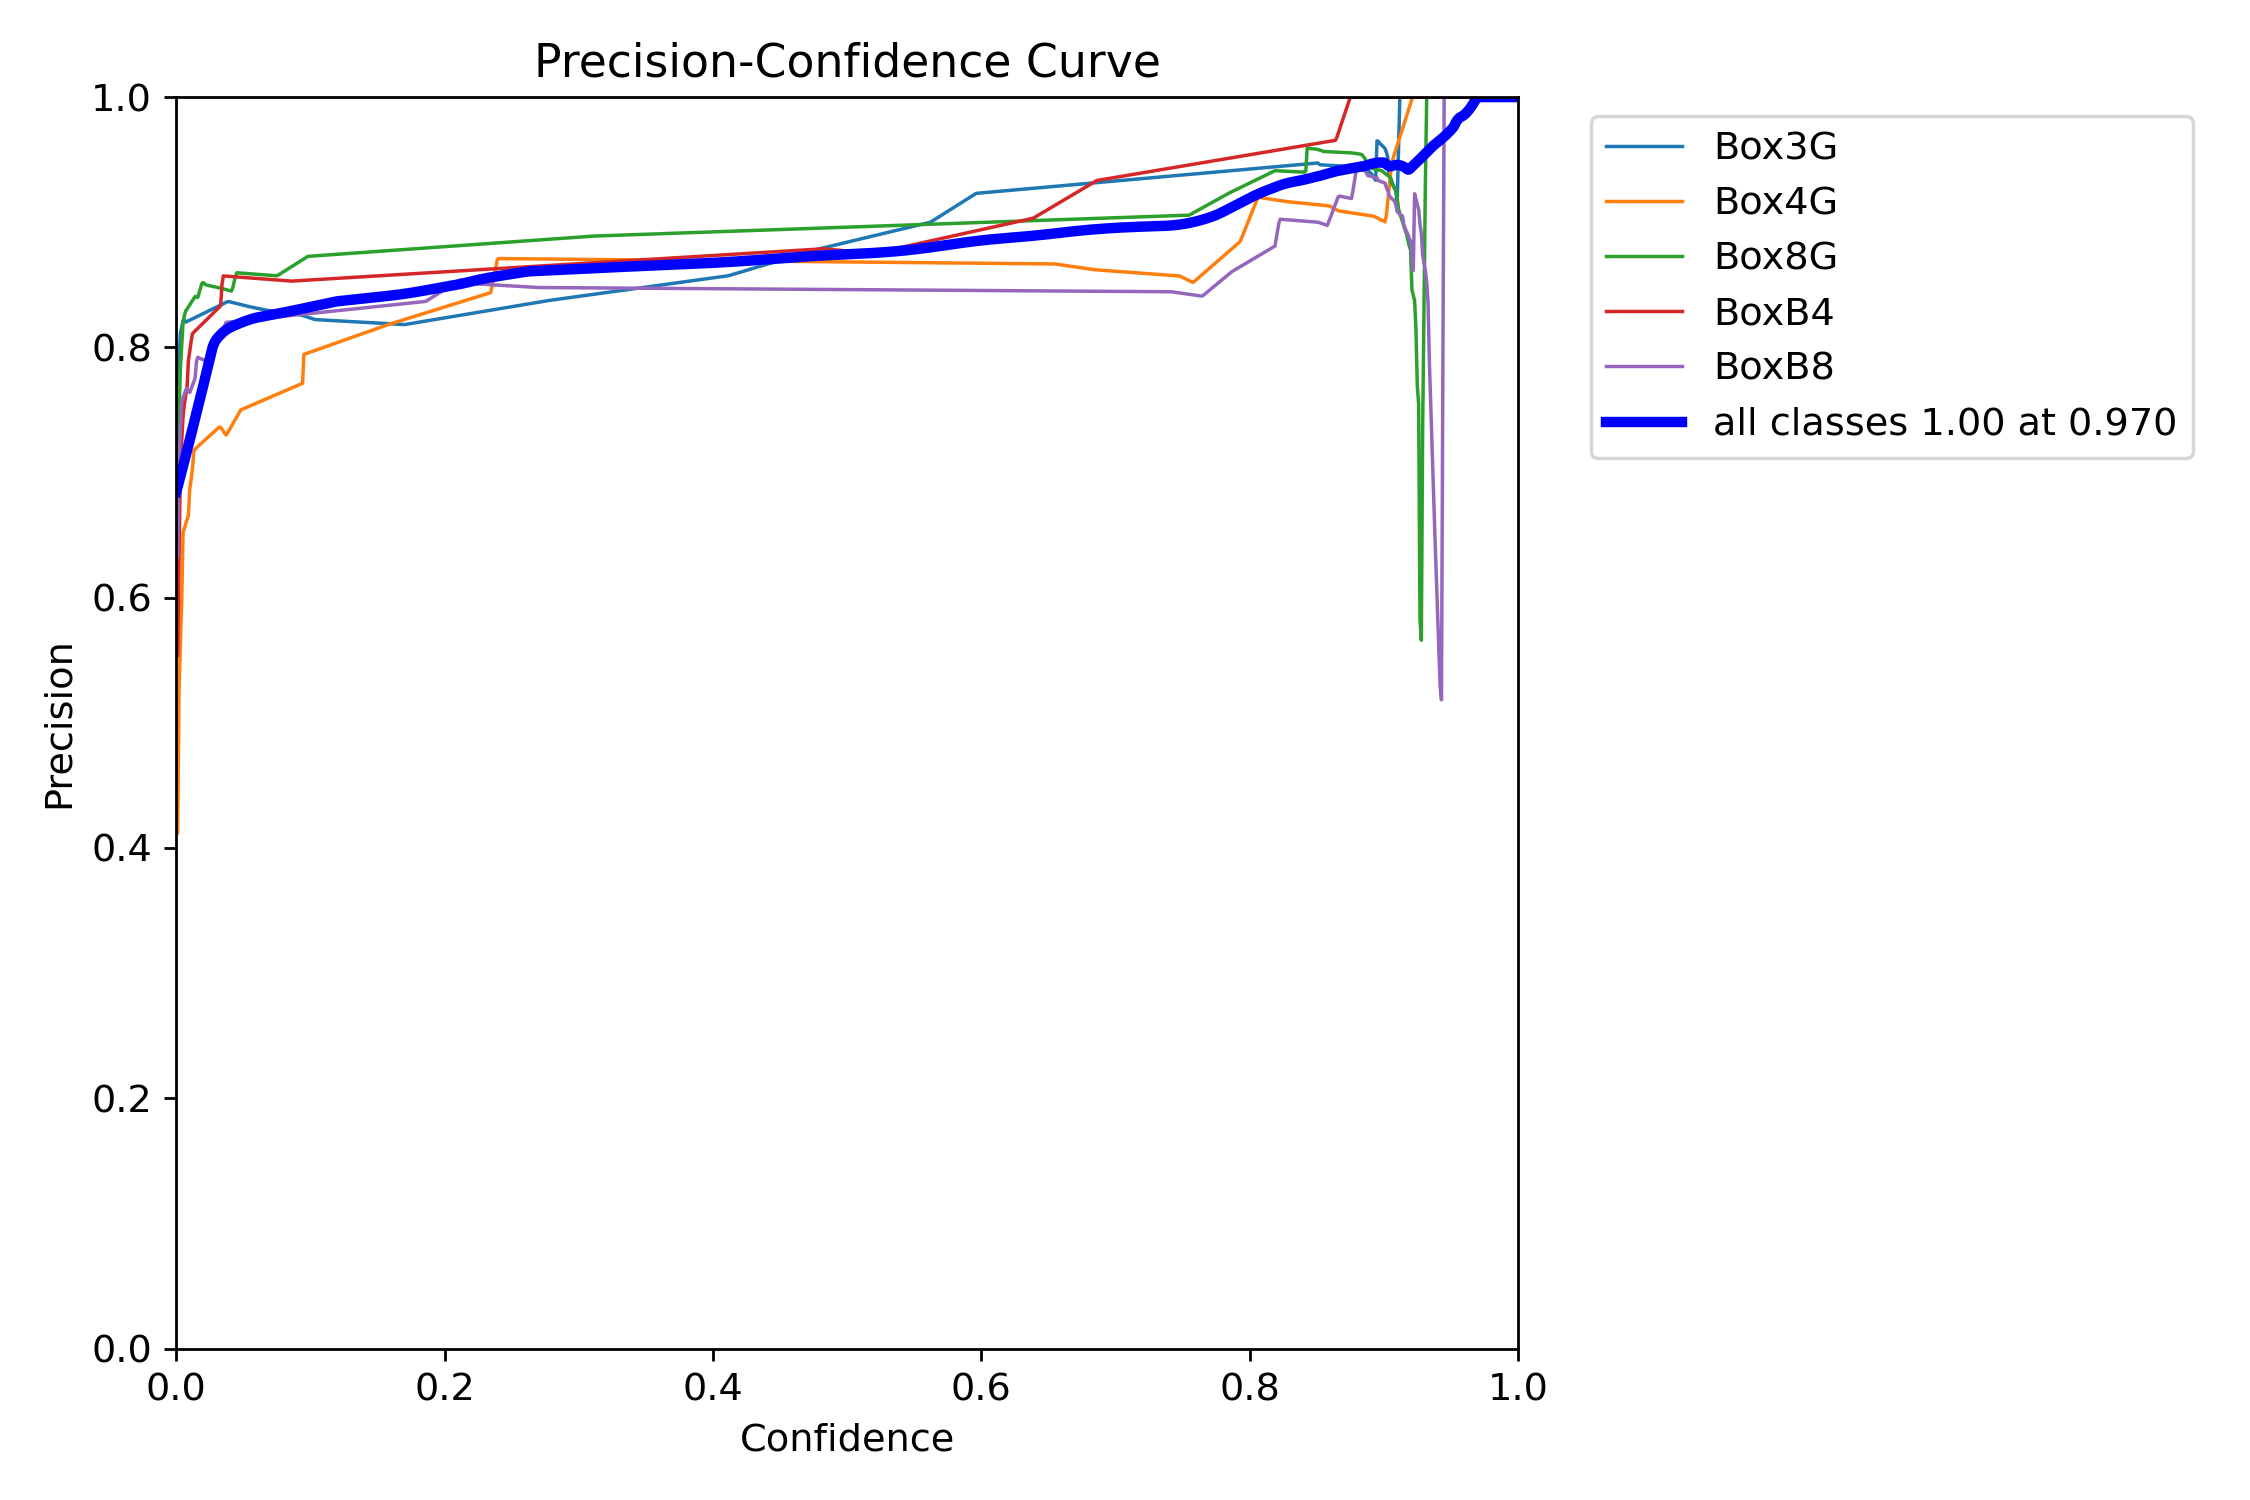 Precision-Confidence Curve
1.0
0.8
0.6
0.4
0.2
0.0
Precision
0.0 0.2 0.4 0.6 0.8 1.0
Confidence
Box3G
Box4G
Box8G
BoxB4
BoxB8
all classes 1.00 at 0.970